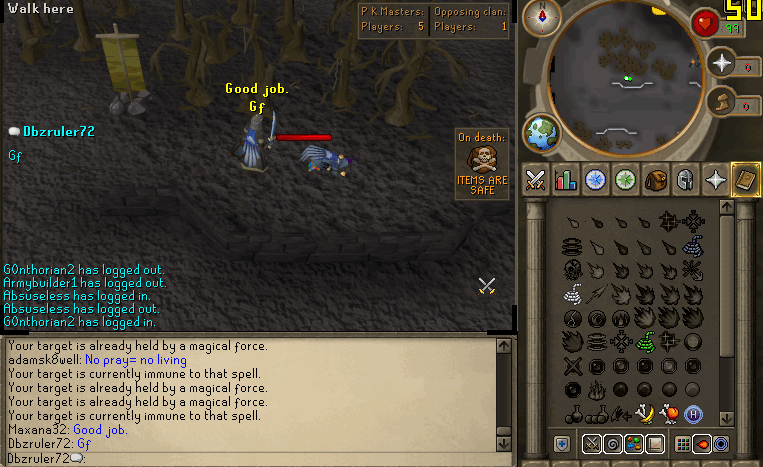 Walk here
P K Masters:
Players: 5
Opposing clan:
Players: 1
50
99
Good job.
Gf
Dbzruler72
Gf
On death:
ITEMS ARE
SAFE
0
0
G0nthorian2 has logged out.
Armybuilder1 has logged out.
Absuseless has logged in.
Absuseless has logged out.
G0nthorian2 has logged in.
Your target is already held by a magical force.
adamsk8well: No pray= no living
Your target is currently immune to that spell.
Your target is already held by a magical force.
Your target is already held by a magical force.
Your target is currently immune to that spell.
Maxana32: Good job.
Dbzruler72: Gf
Dbzruler72:
H